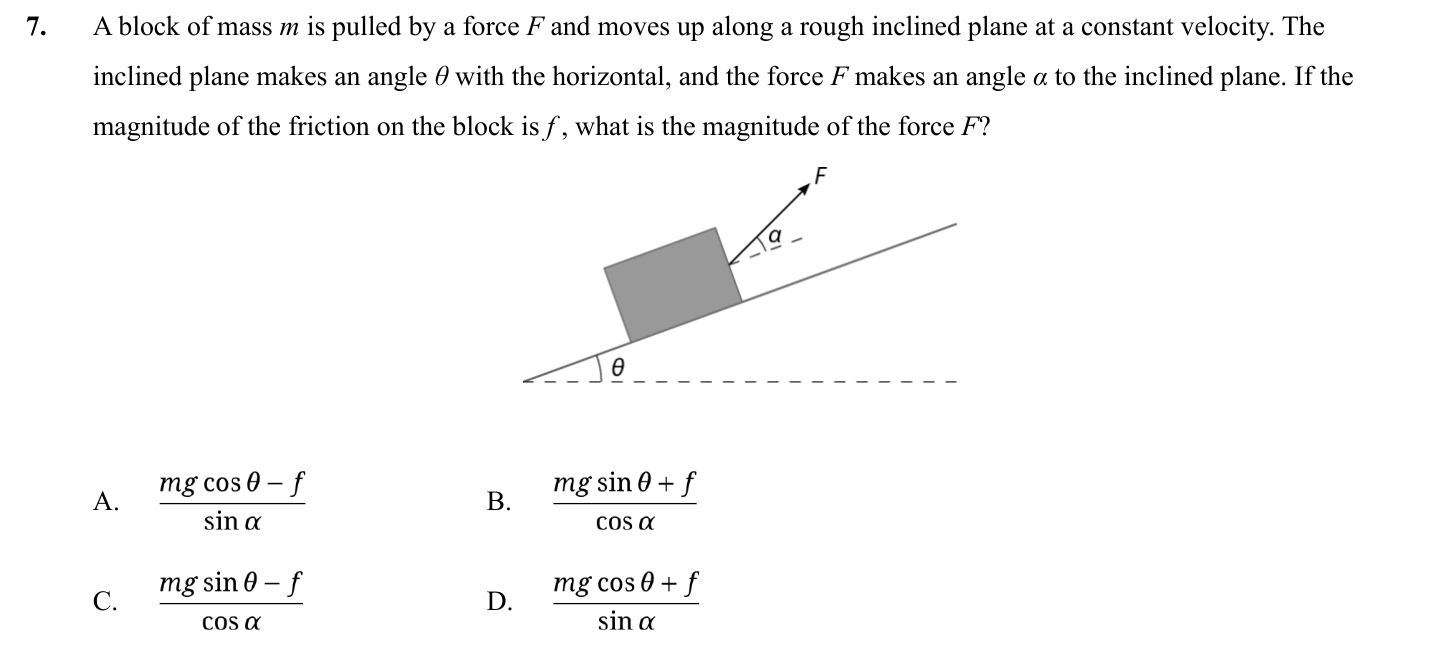 7. A block of mass m is pulled by a force F and moves up along a rough inclined plane at a constant velocity. The
inclined plane makes an angle θ with the horizontal, and the force F makes an angle α to the inclined plane. If the
magnitude of the friction on the block is f , what is the magnitude of the force F?
F
α
θ
A. (mg cos θ − f) / (sin α) B. (mg sin θ + f) / (cos α)
C. (mg sin θ − f) / (cos α) D. (mg cos θ + f) / (sin α)